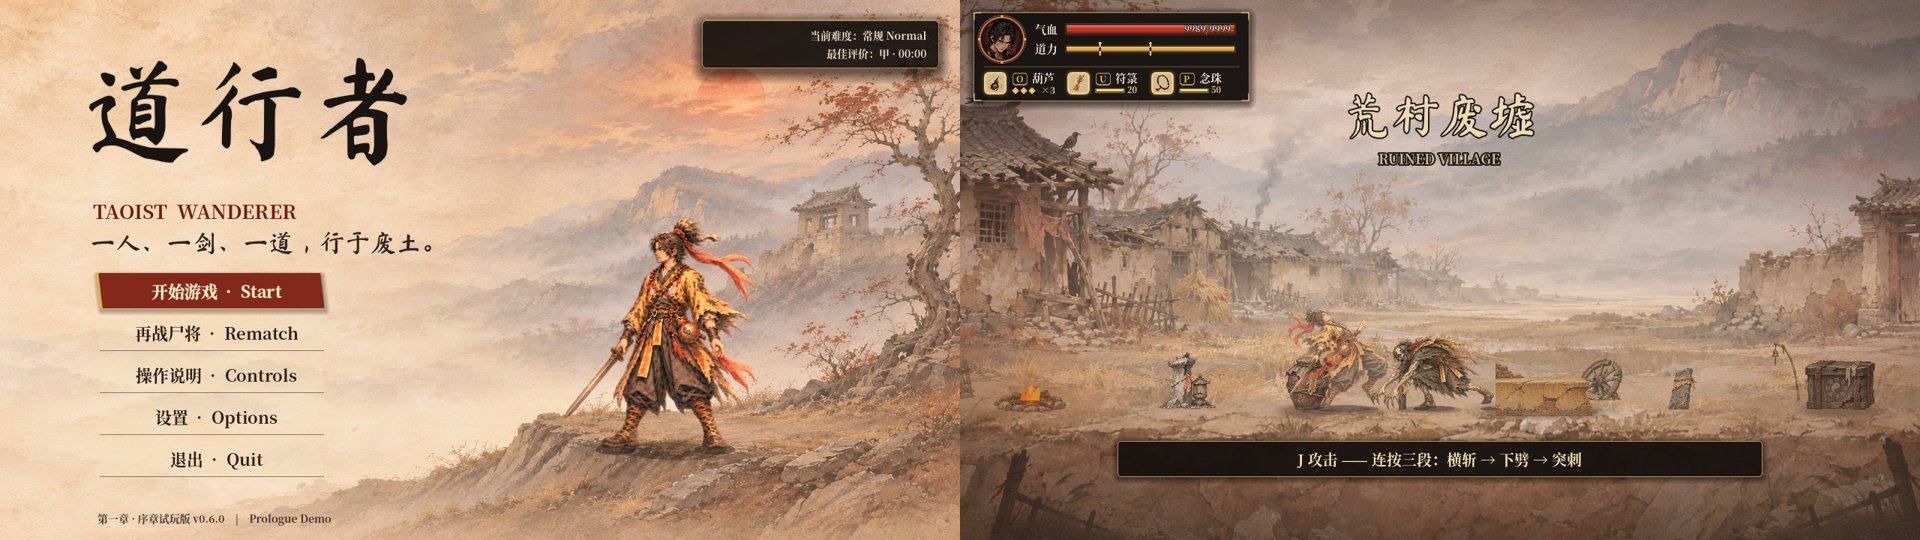 当前难度：常规 Normal
最佳评价：甲 · 00:00
道行者
TAOIST WANDERER
一人、一剑、一道，行于废土。
开始游戏 · Start
再战尸将 · Rematch
操作说明 · Controls
设置 · Options
退出 · Quit
第一章 · 序章试玩版 v0.6.0 | Prologue Demo
气血 9989/9999
道力
O 葫芦 ×3
U 符箓 20
P 念珠 50
荒村废墟
RUINED VILLAGE
J 攻击 —— 连按三段：横斩 → 下劈 → 突刺